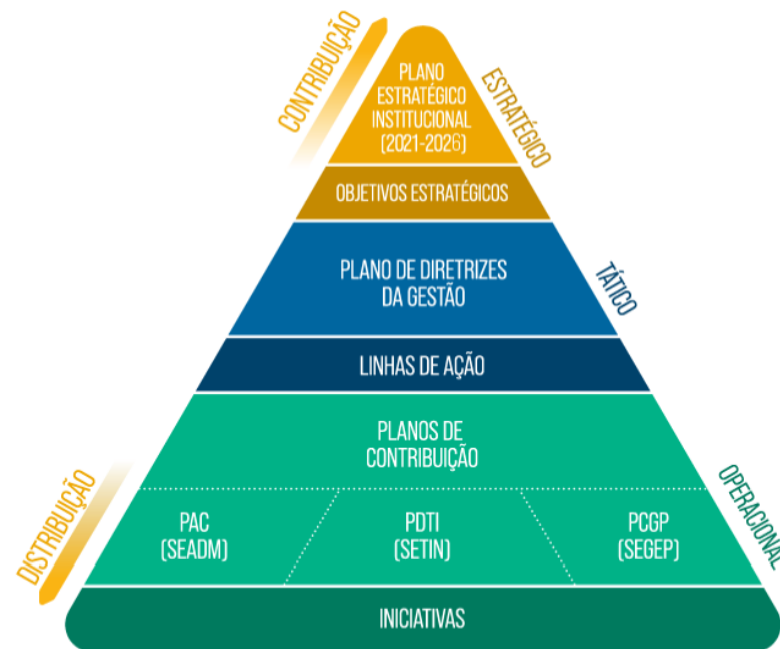 CONTRIBUIÇÃO
PLANO
ESTRATÉGICO
INSTITUCIONAL
(2021-2026)
ESTRATÉGICO
OBJETIVOS ESTRATÉGICOS
PLANO DE DIRETRIZES
DA GESTÃO
TÁTICO
LINHAS DE AÇÃO
PLANOS DE
CONTRIBUIÇÃO
DISTRIBUIÇÃO
PAC
(SEADM)
PDTI
(SETIN)
PCGP
(SEGEP)
OPERACIONAL
INICIATIVAS